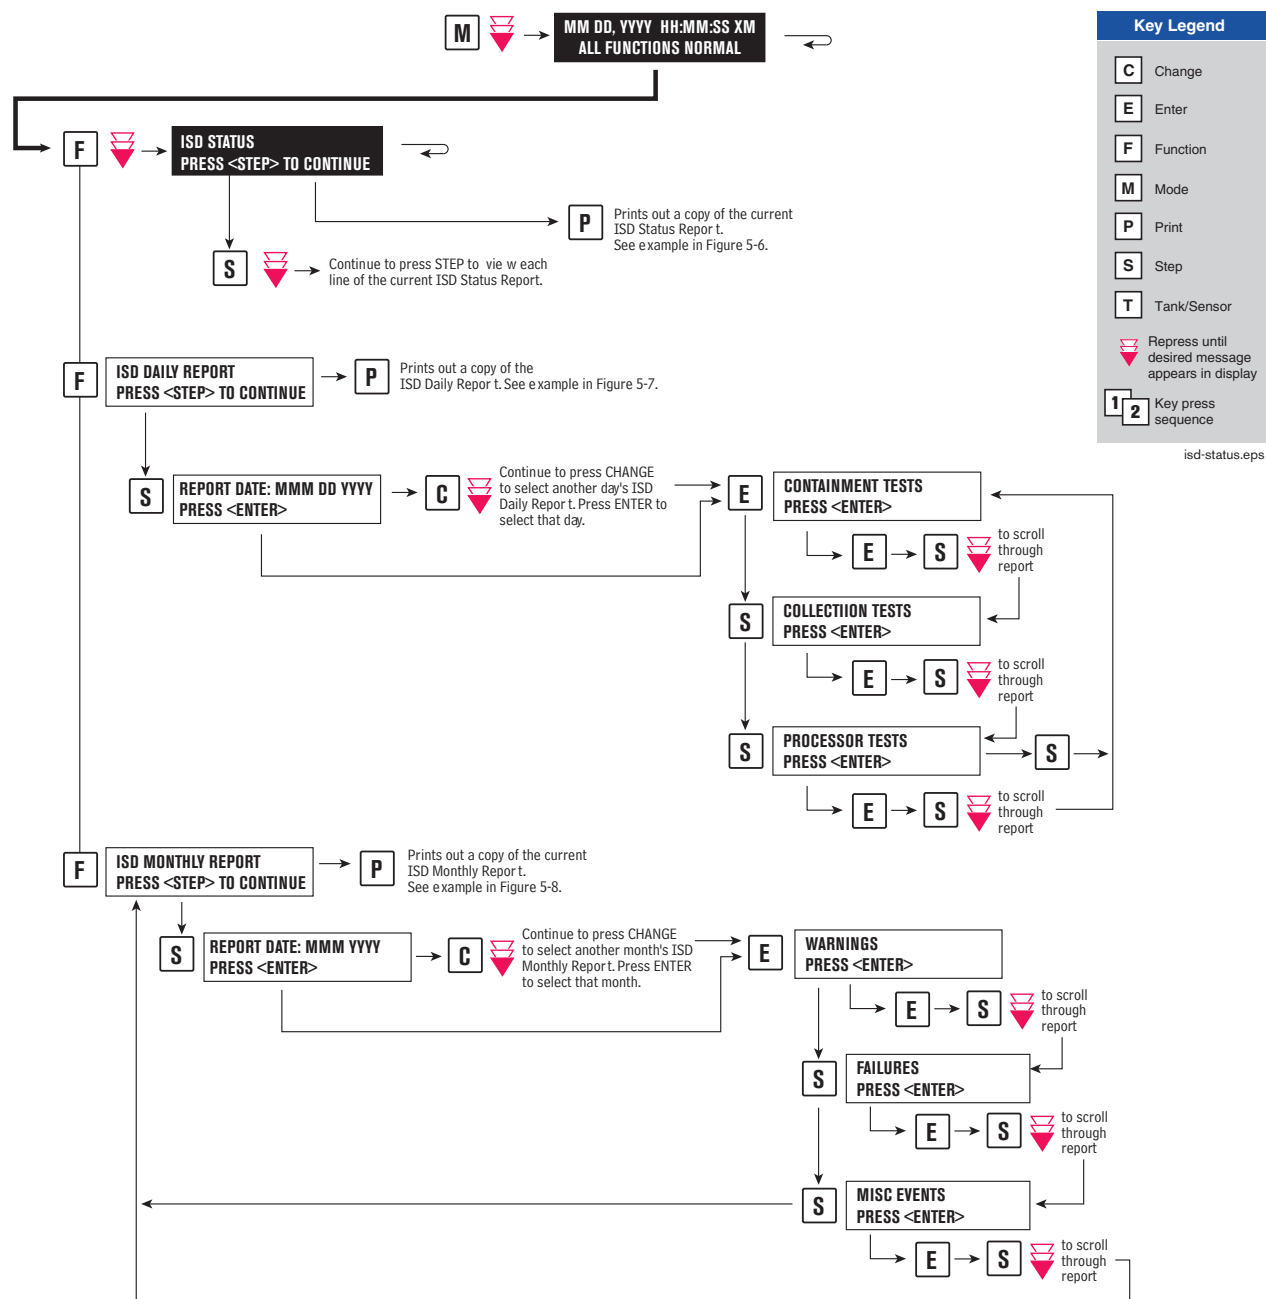 M
MM DD, YYYY HH:MM:SS XM
ALL FUNCTIONS NORMAL
Key Legend
C Change
E Enter
F Function
M Mode
P Print
S Step
T Tank/Sensor
Repress until
desired message
appears in display
1 2 Key press
sequence
isd-status.eps
F
ISD STATUS
PRESS <STEP> TO CONTINUE
P
Prints out a copy of the current
ISD Status Repor t.
See e xample in Figure 5-6.
S
Continue to press STEP to vie w each
line of the current ISD Status Report.
F
ISD DAILY REPORT
PRESS <STEP> TO CONTINUE
P
Prints out a copy of the
ISD Daily Repor t. See e xample in Figure 5-7.
S
REPORT DATE: MMM DD YYYY
PRESS <ENTER>
C
Continue to press CHANGE
to select another day's ISD
Daily Repor t. Press ENTER to
select that day.
E
CONTAINMENT TESTS
PRESS <ENTER>
E
S
to scroll
through
report
S
COLLECTIION TESTS
PRESS <ENTER>
E
S
to scroll
through
report
S
PROCESSOR TESTS
PRESS <ENTER>
S
E
S
to scroll
through
report
F
ISD MONTHLY REPORT
PRESS <STEP> TO CONTINUE
P
Prints out a copy of the current
ISD Monthly Repor t.
See e xample in Figure 5-8.
S
REPORT DATE: MMM YYYY
PRESS <ENTER>
C
Continue to press CHANGE
to select another month's ISD
Monthly Report. Press ENTER
to select that month.
E
WARNINGS
PRESS <ENTER>
E
S
to scroll
through
report
S
FAILURES
PRESS <ENTER>
E
S
to scroll
through
report
S
MISC EVENTS
PRESS <ENTER>
E
S
to scroll
through
report